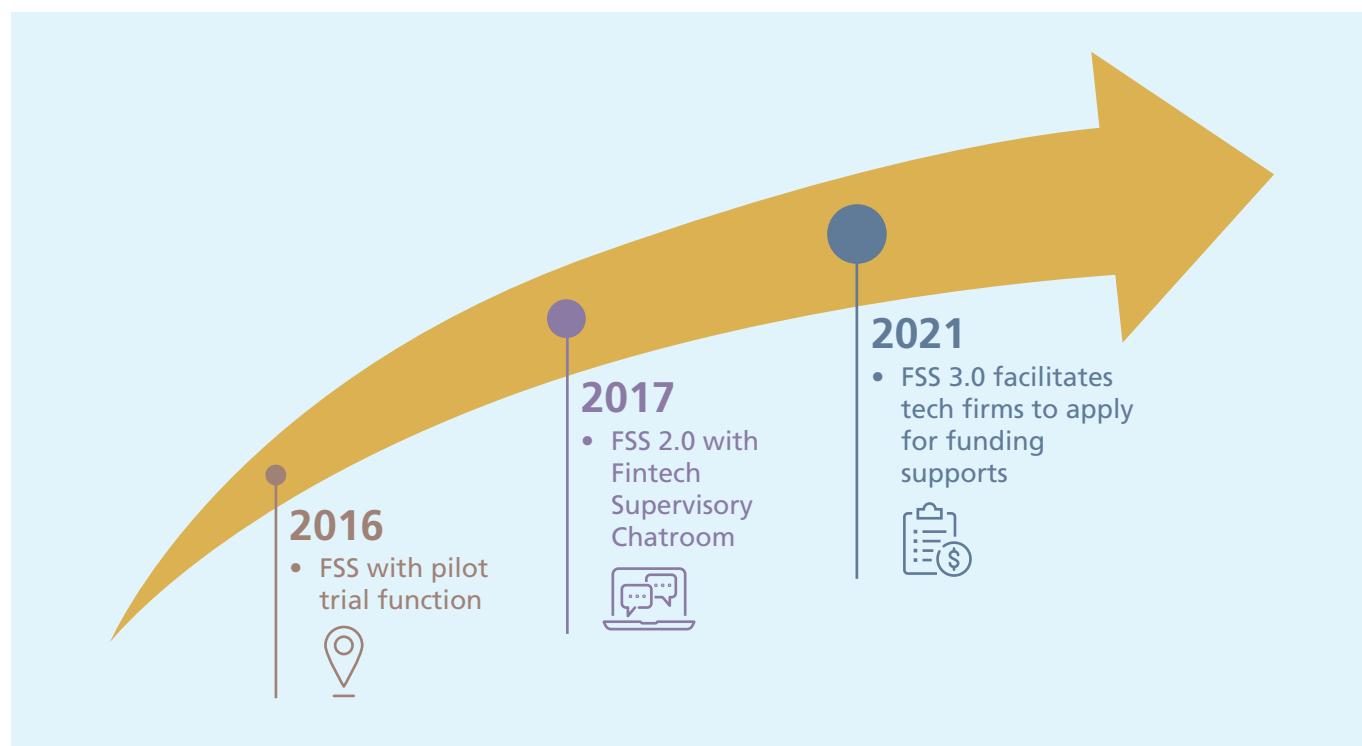 2016
• FSS with pilot
trial function
2017
• FSS 2.0 with
Fintech
Supervisory
Chatroom
2021
• FSS 3.0 facilitates
tech firms to apply
for funding
supports
$